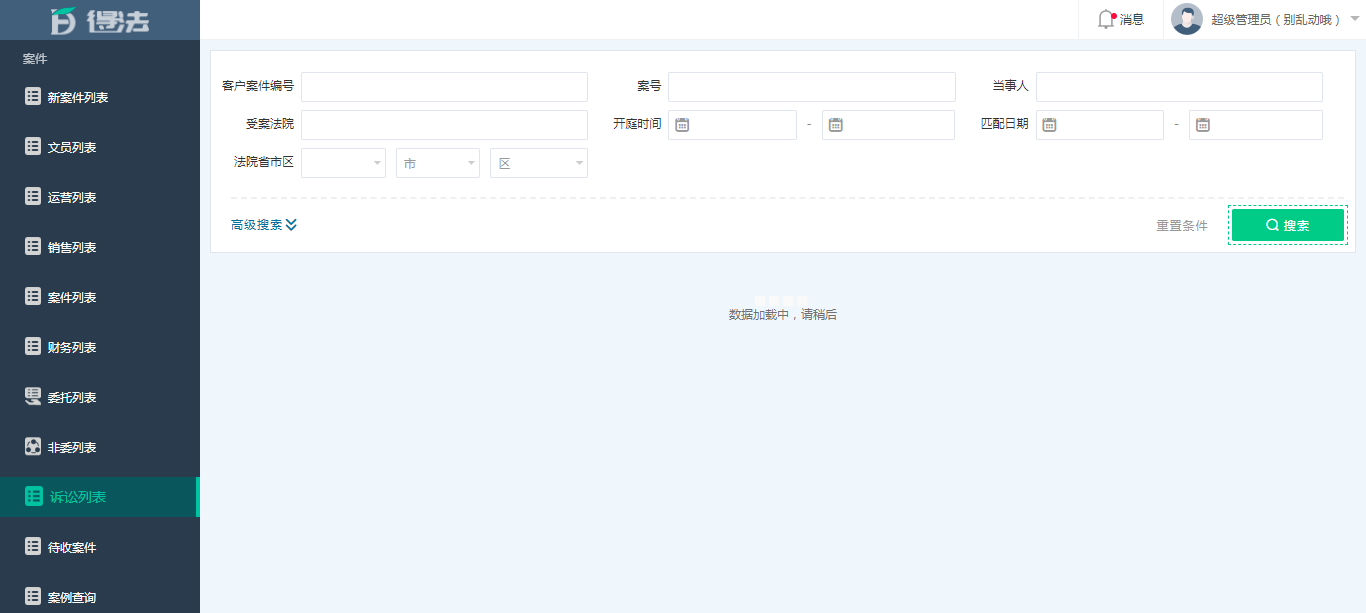 得法
消息
超级管理员（别乱动哦）
案件
新案件列表
文员列表
运营列表
销售列表
案件列表
财务列表
委托列表
非委列表
诉讼列表
待收案件
案例查询
客户案件编号
案号
当事人
受案法院
开庭时间 -
匹配日期 -
法院省市区 市 区
高级搜索
重置条件
搜索
数据加载中，请稍后